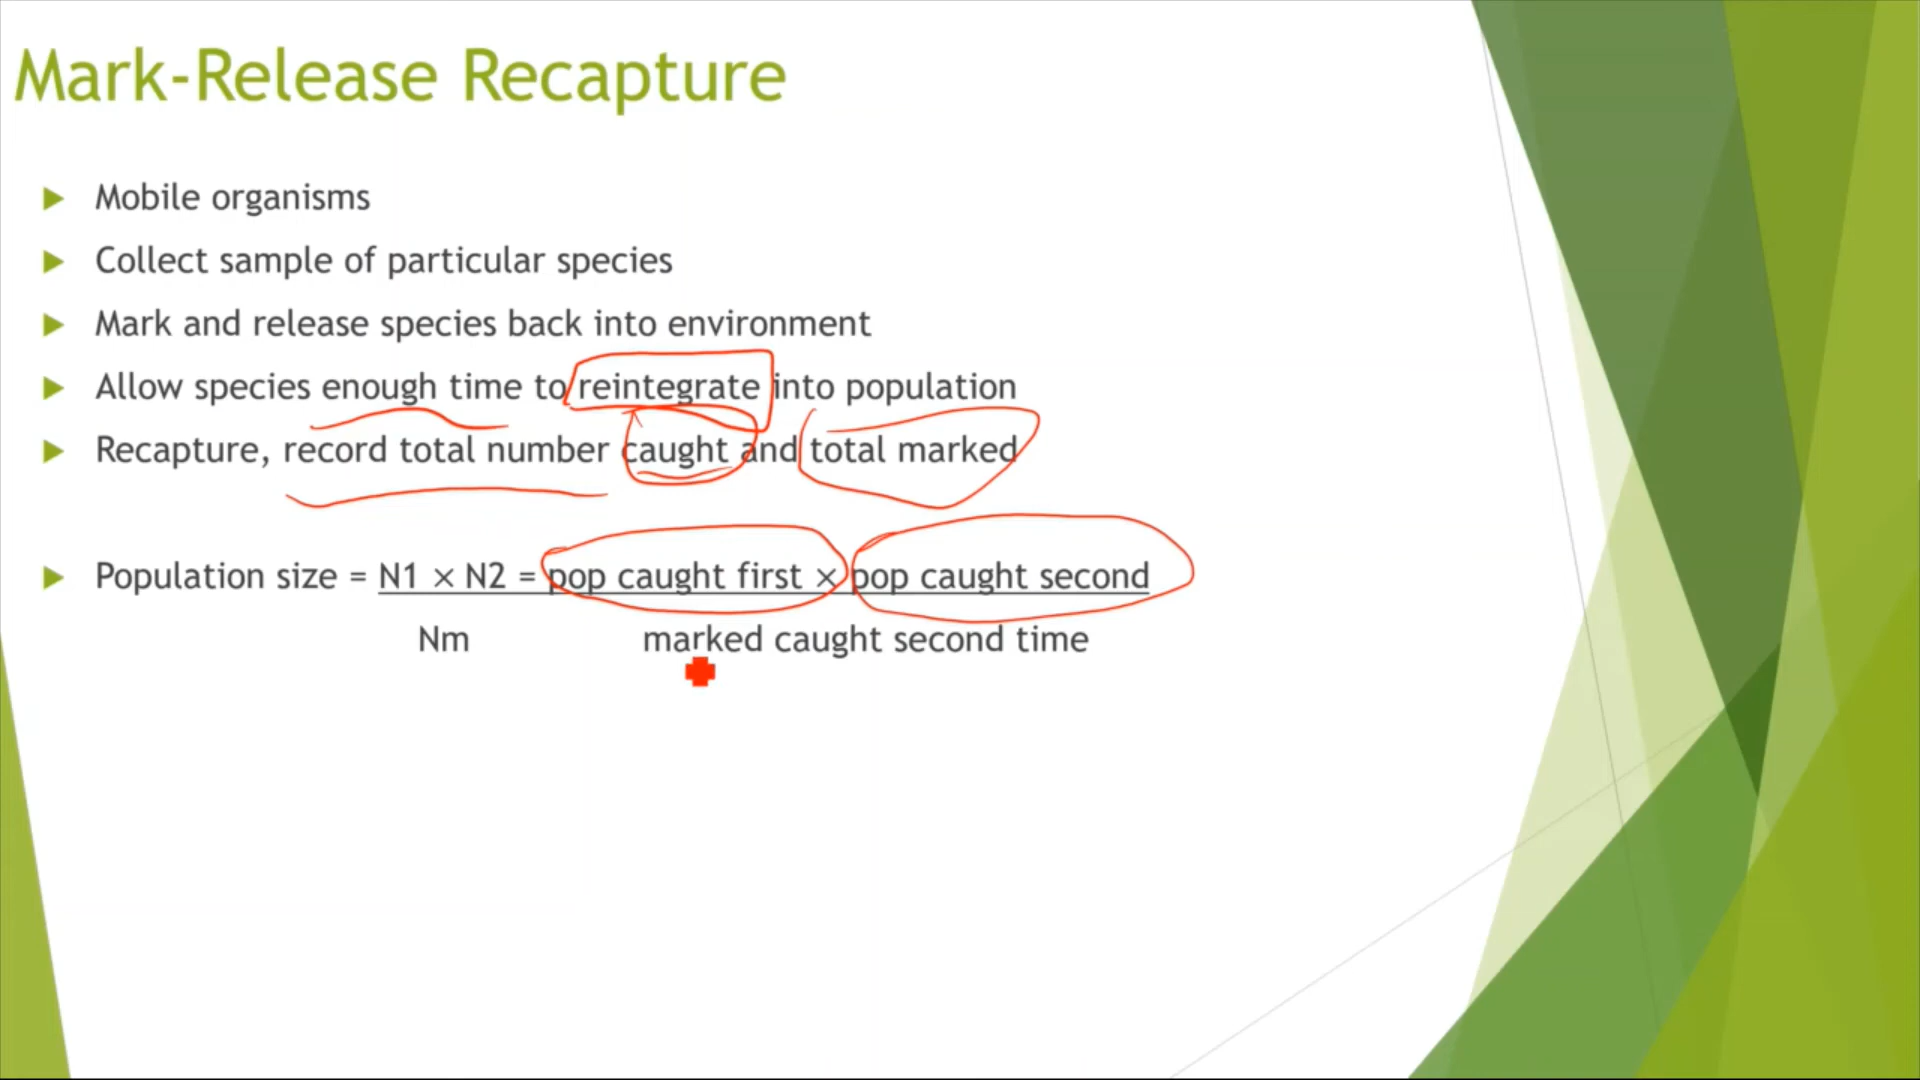 Mark-Release Recapture
Mobile organisms
Collect sample of particular species
Mark and release species back into environment
Allow species enough time to reintegrate into population
Recapture, record total number caught and total marked
Population size = N1 × N2 = pop caught first × pop caught second
Nm marked caught second time